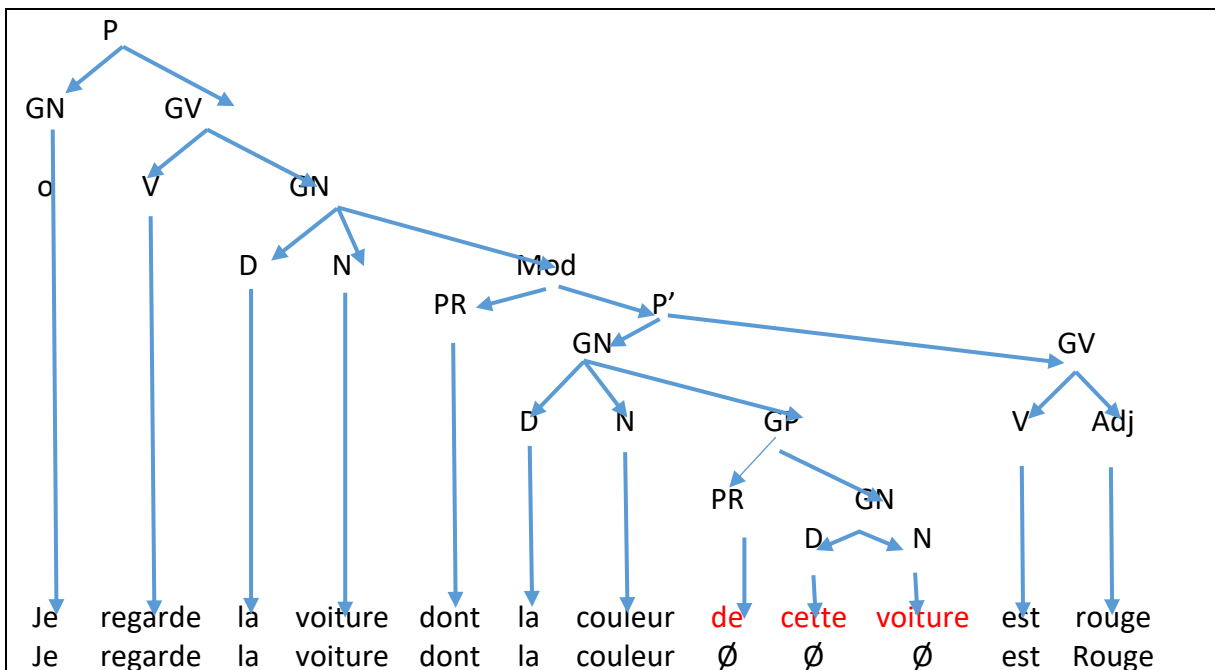 P
GN GV
o V GN
D N Mod
PR P’
GN GV
D N GP V Adj
PR GN
D N
Je regarde la voiture dont la couleur de cette voiture est rouge
Je regarde la voiture dont la couleur Ø Ø Ø est Rouge